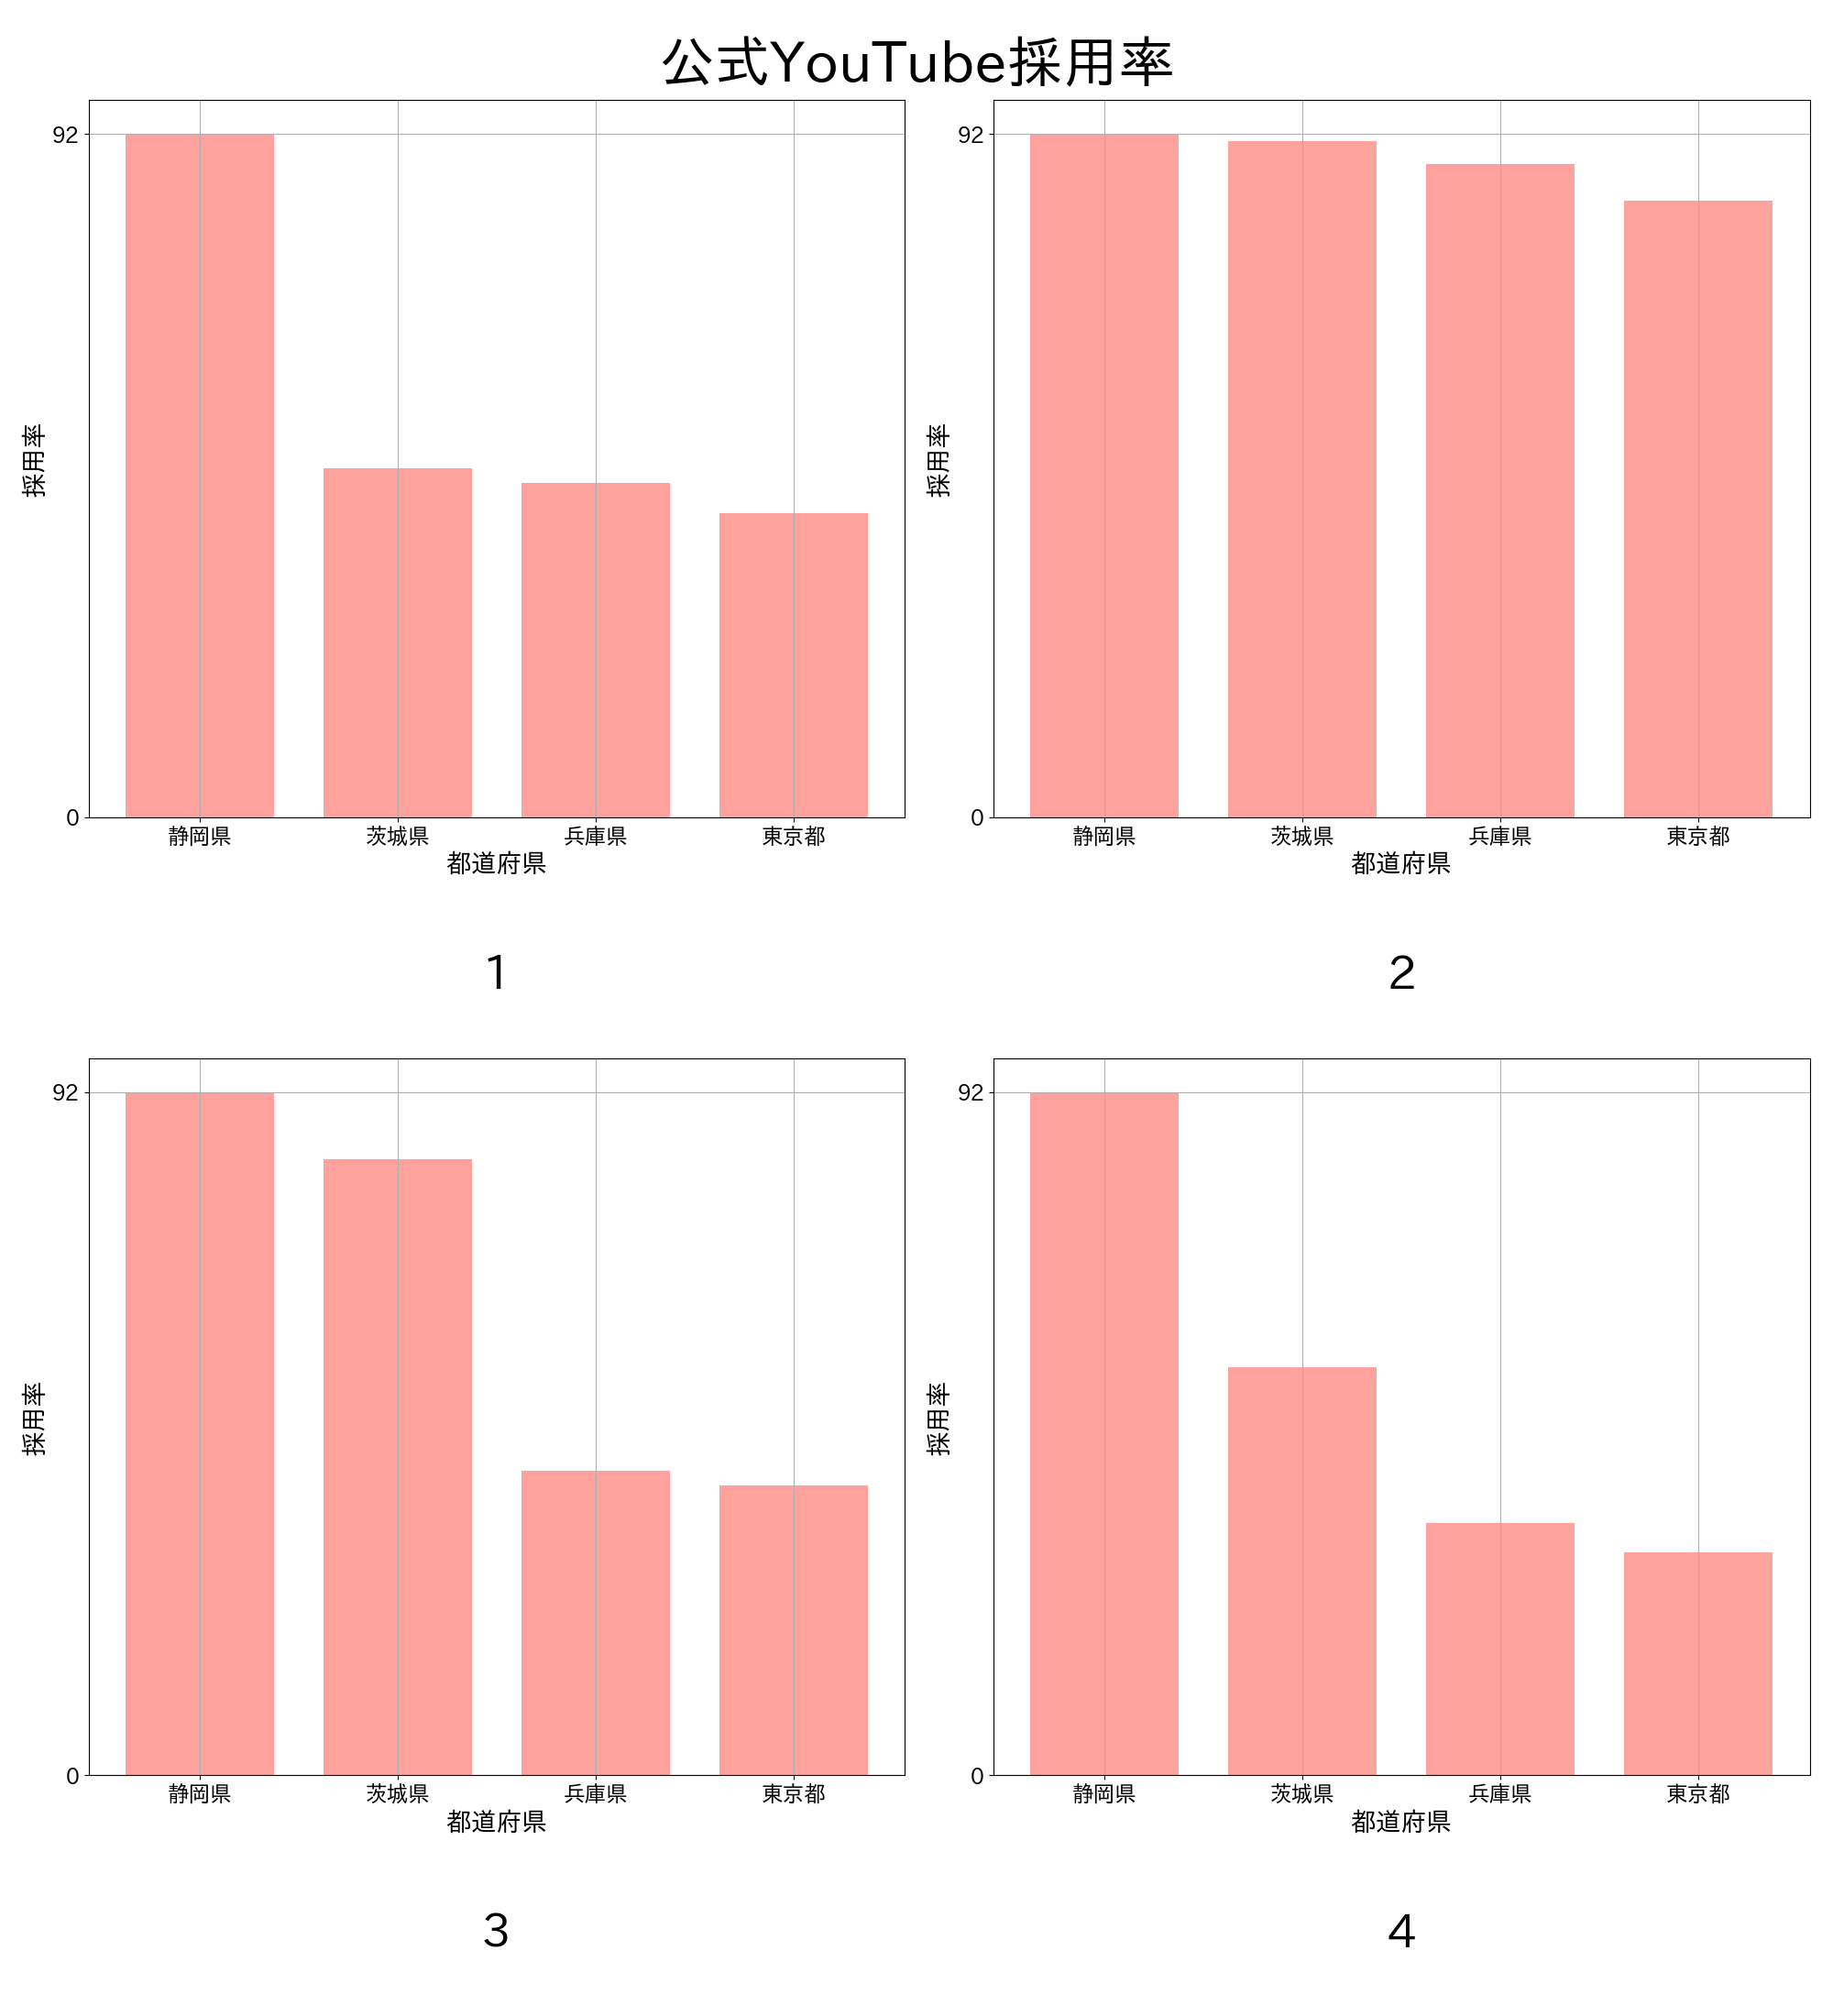 公式YouTube採用率
92
0
採用率
静岡県 茨城県 兵庫県 東京都
都道府県
1
92
0
採用率
静岡県 茨城県 兵庫県 東京都
都道府県
2
92
0
採用率
静岡県 茨城県 兵庫県 東京都
都道府県
3
92
0
採用率
静岡県 茨城県 兵庫県 東京都
都道府県
4